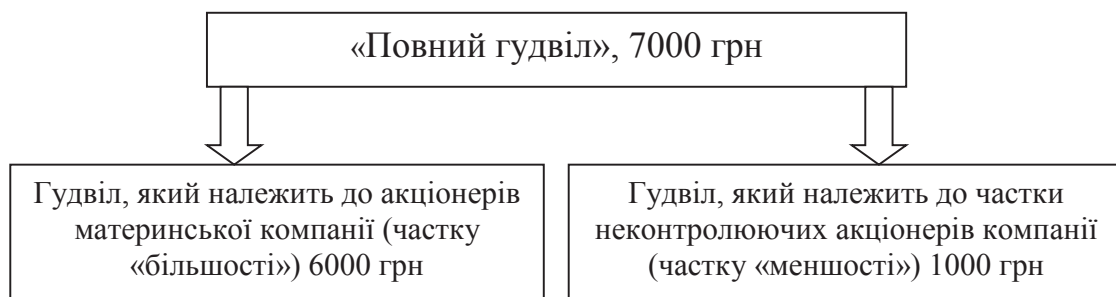 «Повний гудвіл», 7000 грн
Гудвіл, який належить до акціонерів
материнської компанії (частку
«більшості») 6000 грн
Гудвіл, який належить до частки
неконтролюючих акціонерів компанії
(частку «меншості») 1000 грн